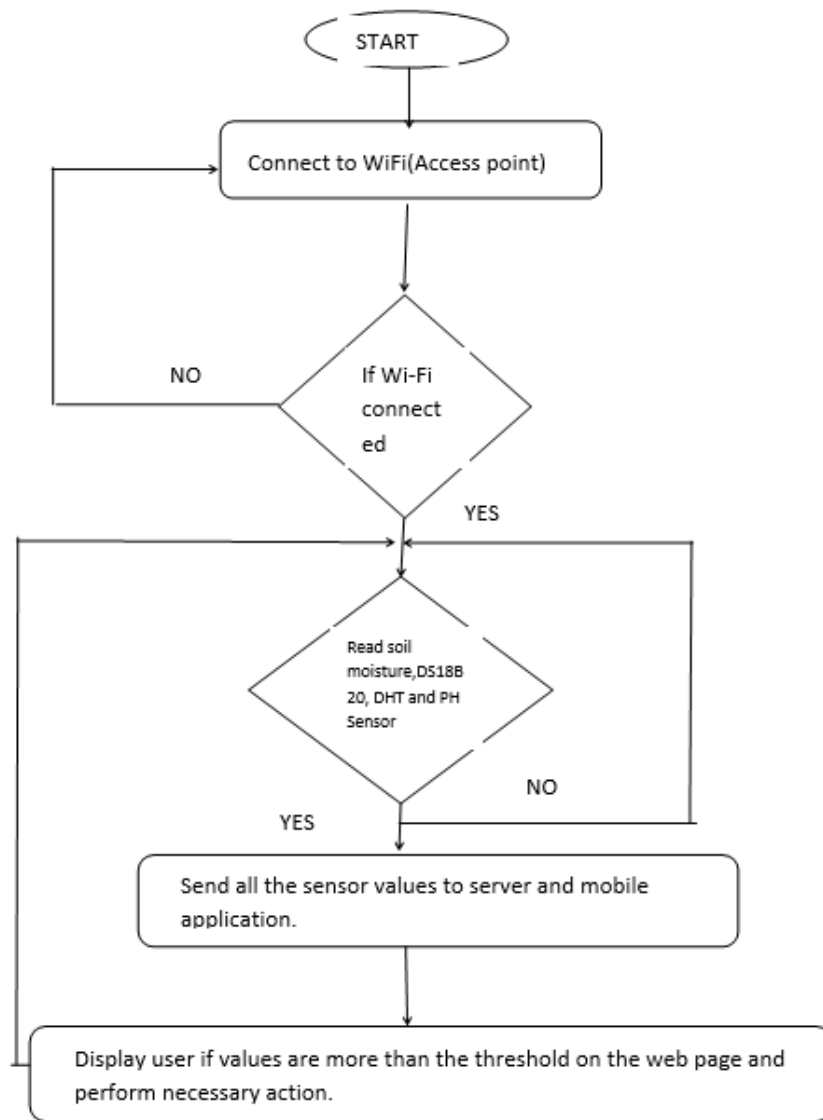 START
Connect to WiFi(Access point)
If Wi-Fi
connect
ed
NO
YES
Read soil
moisture,DS18B
20, DHT and PH
Sensor
NO
YES
Send all the sensor values to server and mobile
application.
Display user if values are more than the threshold on the web page and
perform necessary action.